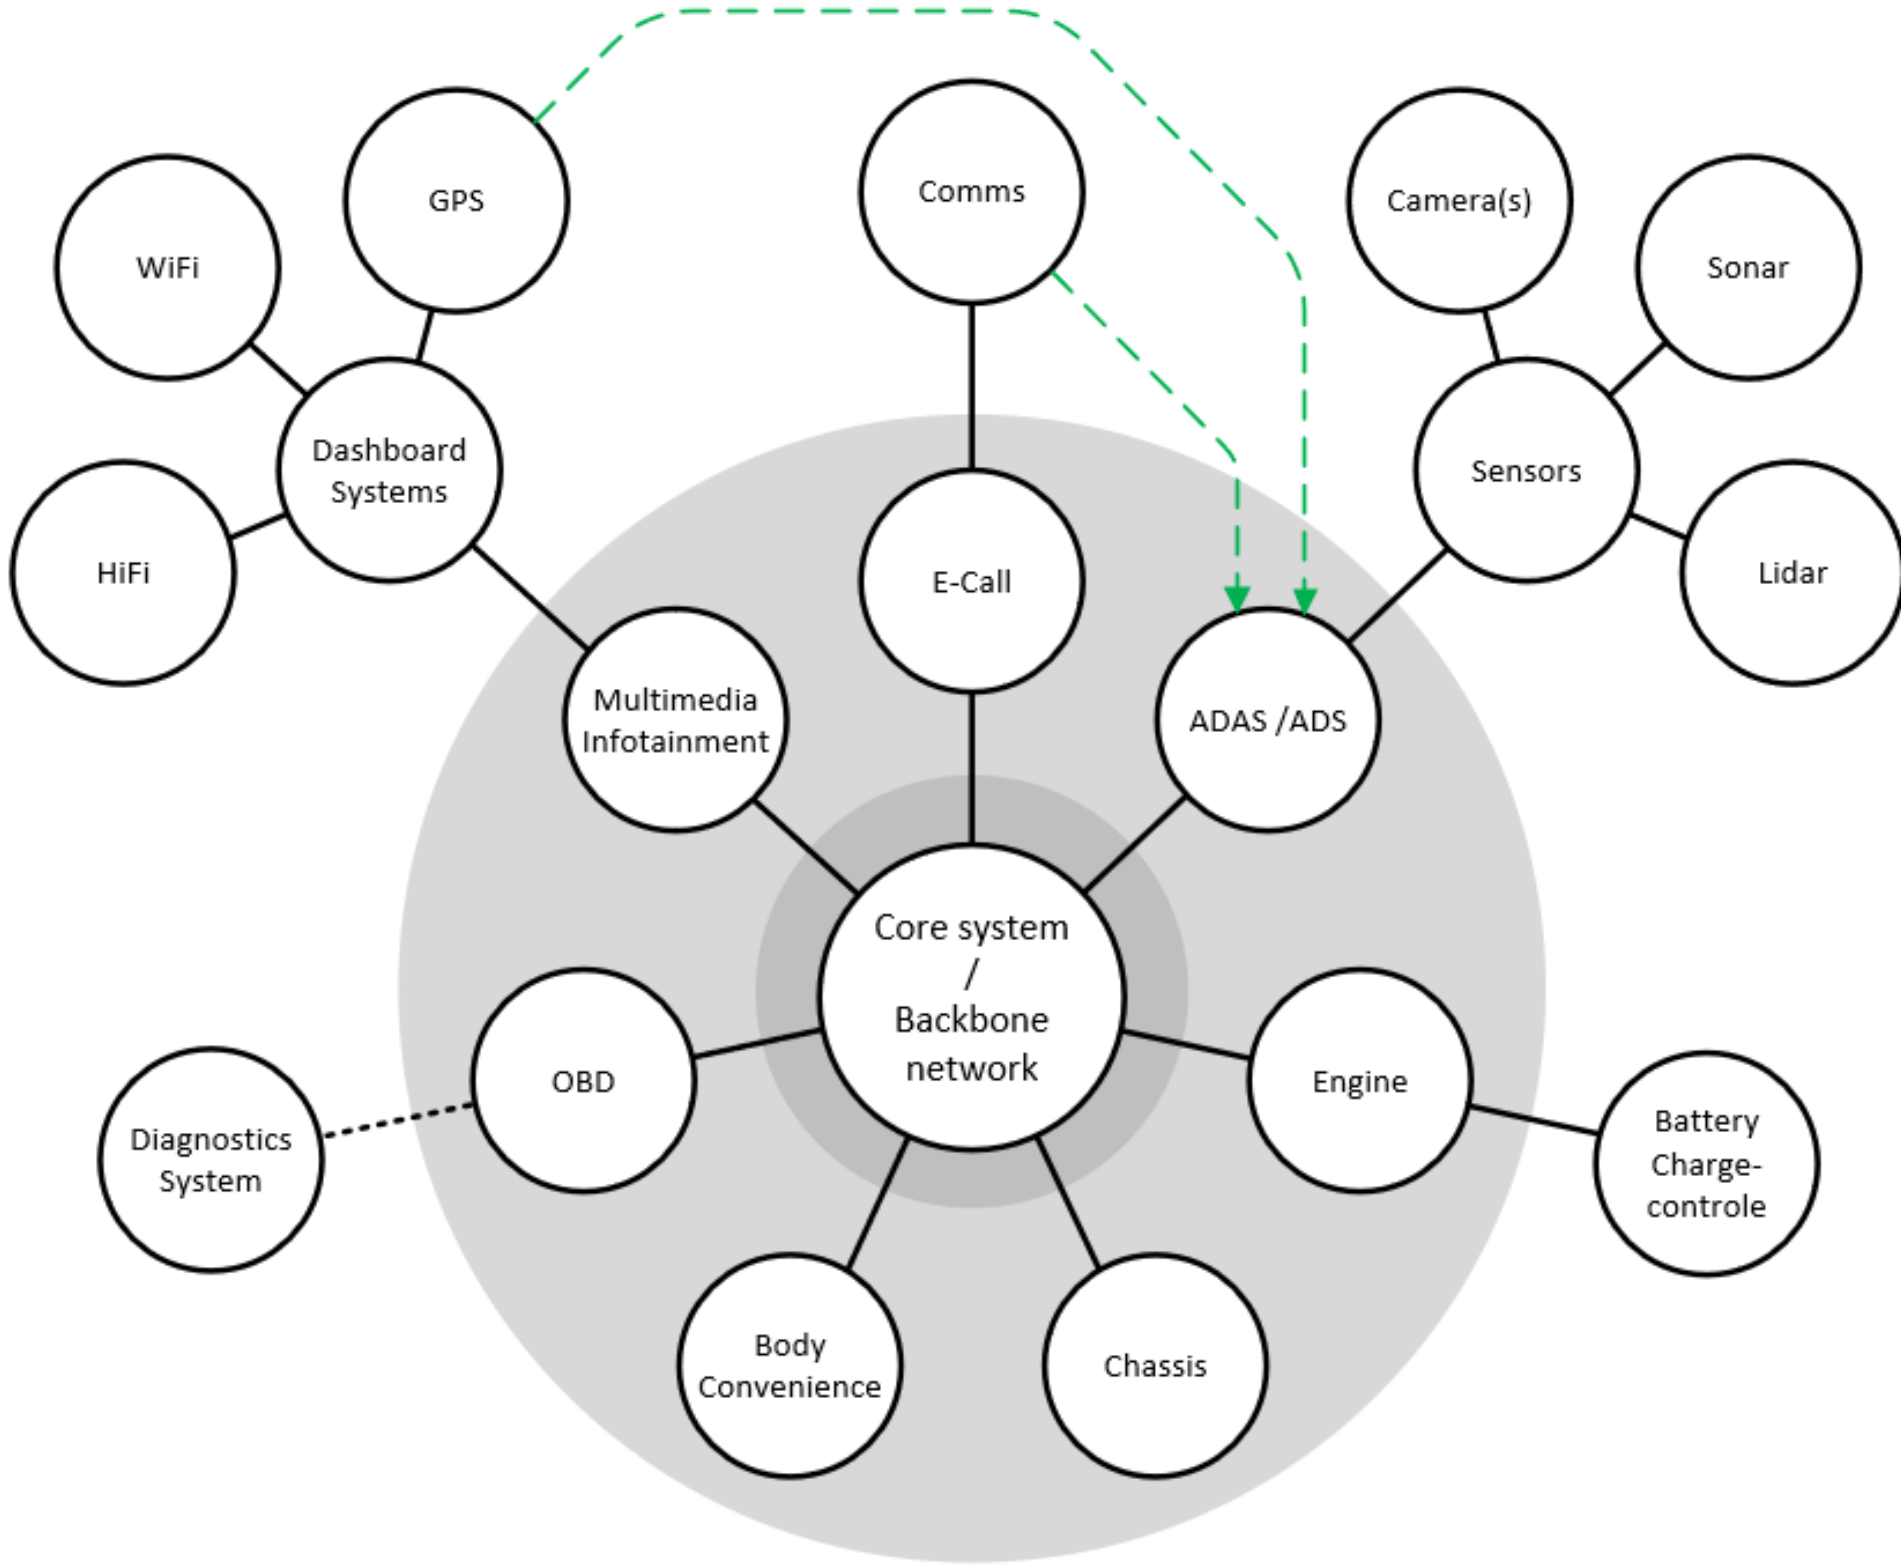 GPS
Comms
Camera(s)
WiFi
Sonar
Dashboard
Systems
Sensors
HiFi
E-Call
Lidar
Multimedia
Infotainment
ADAS /ADS
Core system
/
Backbone
network
OBD
Engine
Diagnostics
System
Battery
Charge-
controle
Body
Convenience
Chassis